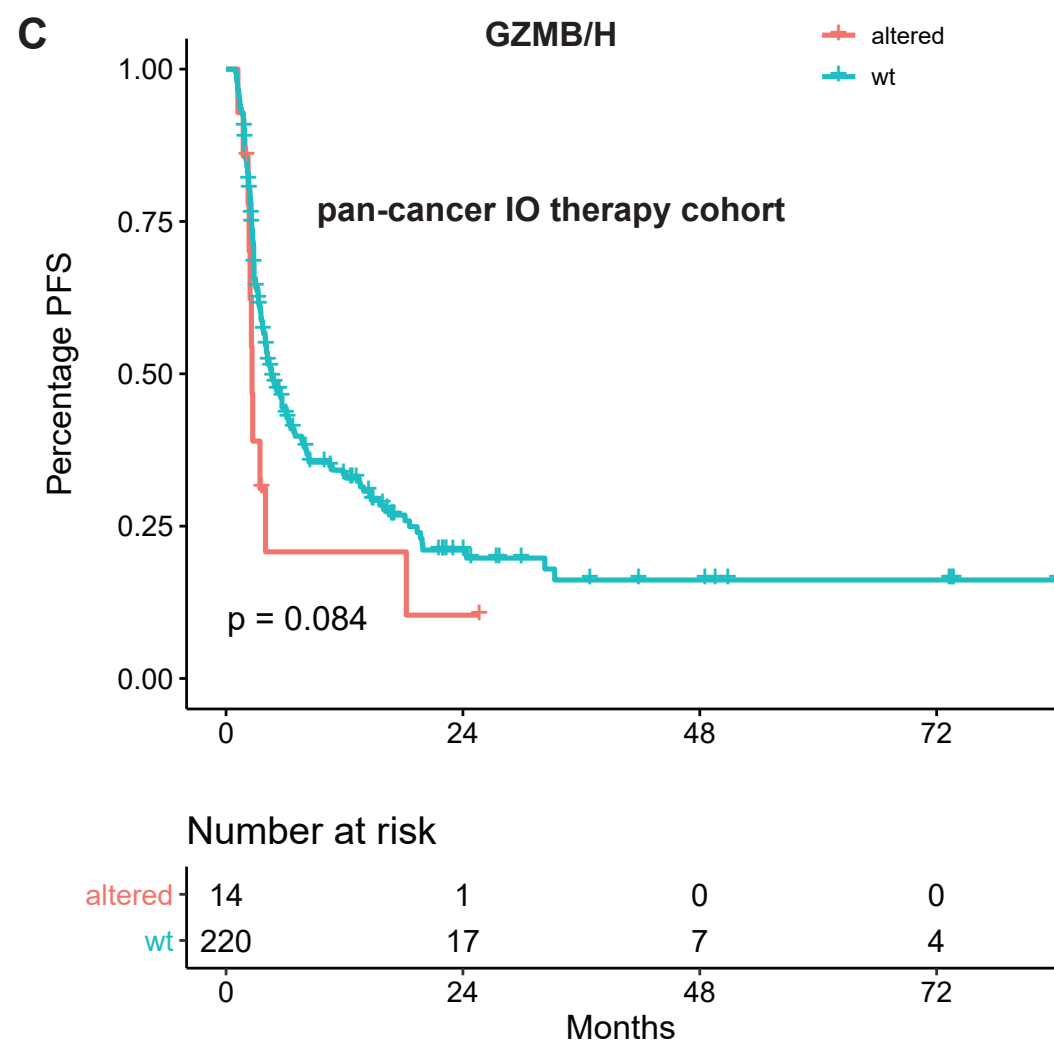 C
GZMB/H
altered
wt
pan-cancer IO therapy cohort
Percentage PFS
1.00
0.75
0.50
0.25
0.00
p = 0.084
0 24 48 72
Number at risk
altered 14 1 0 0
wt 220 17 7 4
0 24 48 72
Months